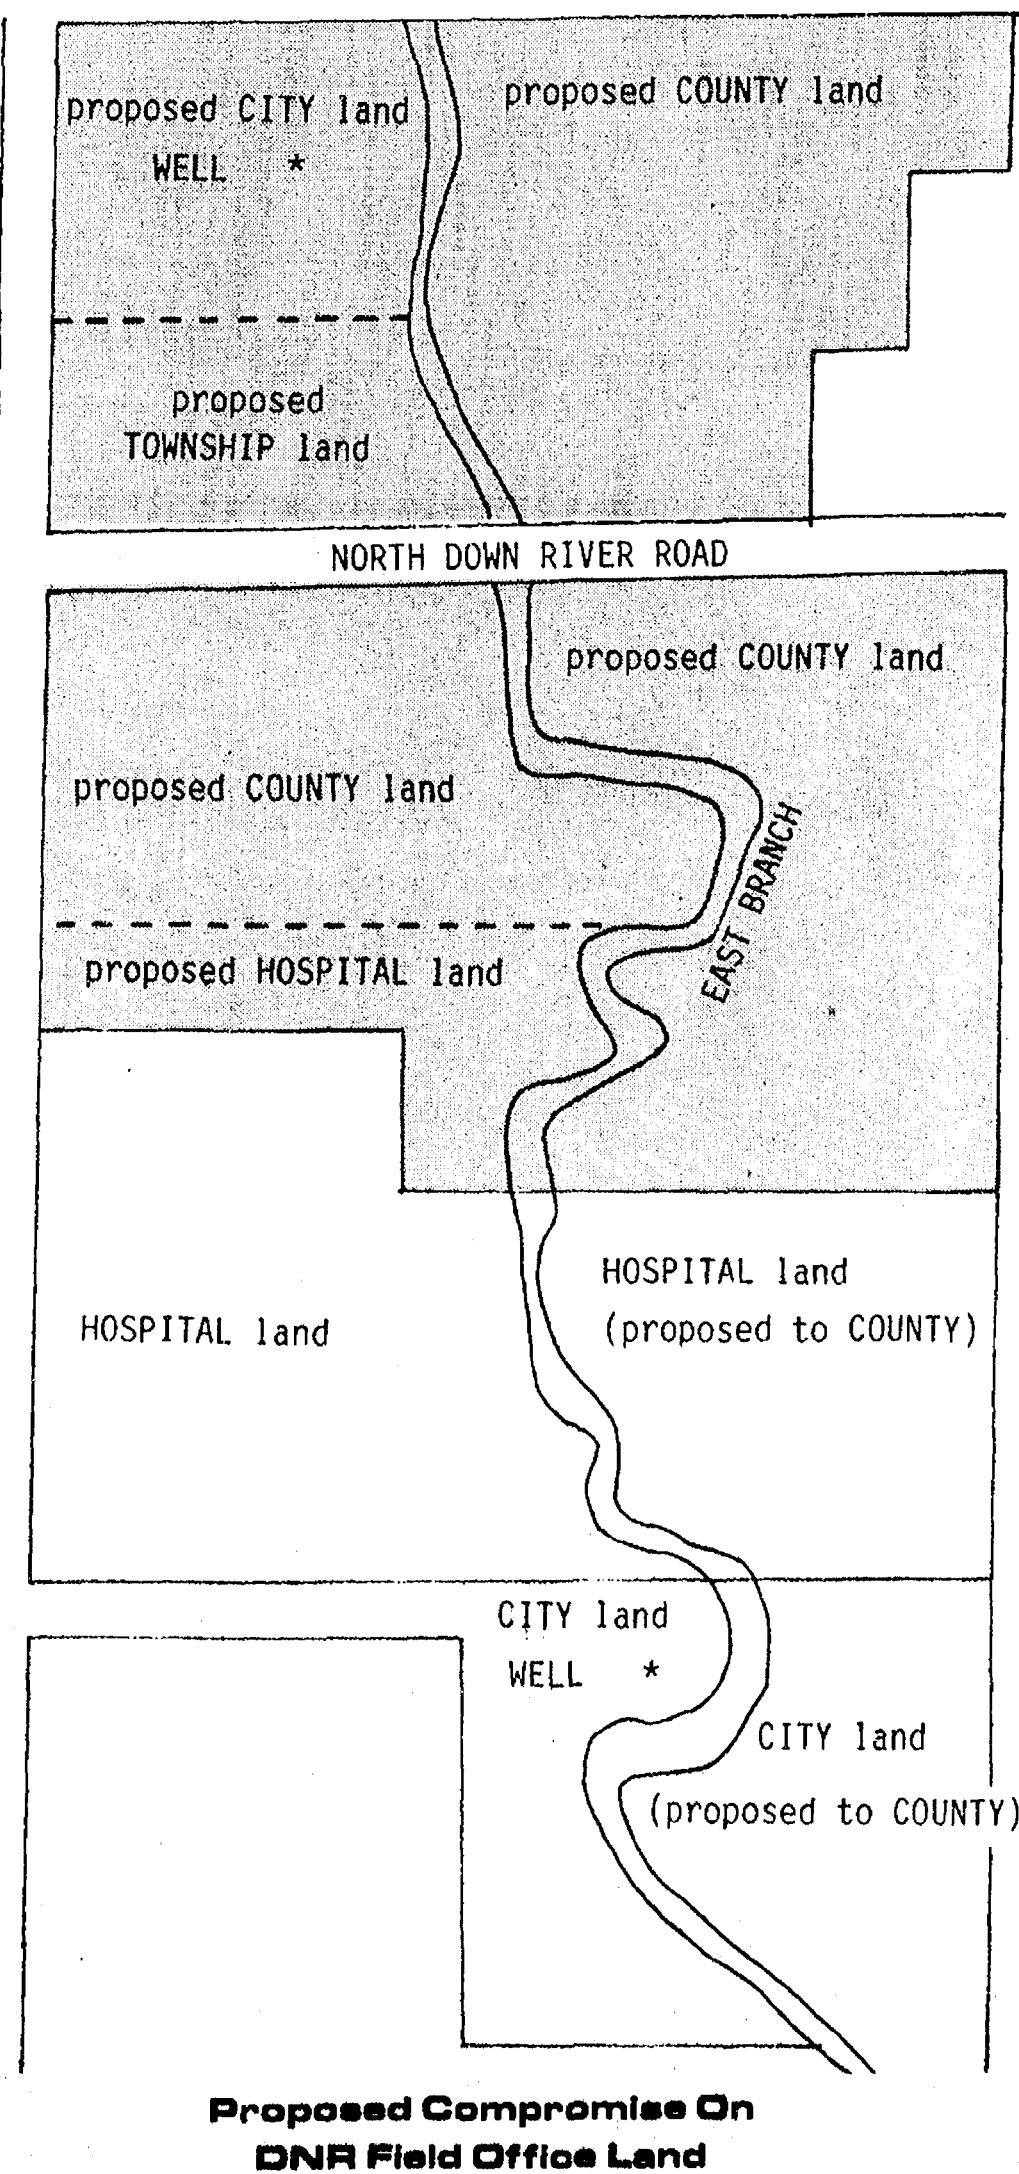 proposed CITY land
WELL *
proposed COUNTY land
proposed
TOWNSHIP land
NORTH DOWN RIVER ROAD
proposed COUNTY land
proposed COUNTY land
EAST BRANCH
proposed HOSPITAL land
HOSPITAL land
(proposed to COUNTY)
HOSPITAL land
CITY land
WELL *
CITY land
(proposed to COUNTY)
Proposed Compromise On
DNR Field Office Land